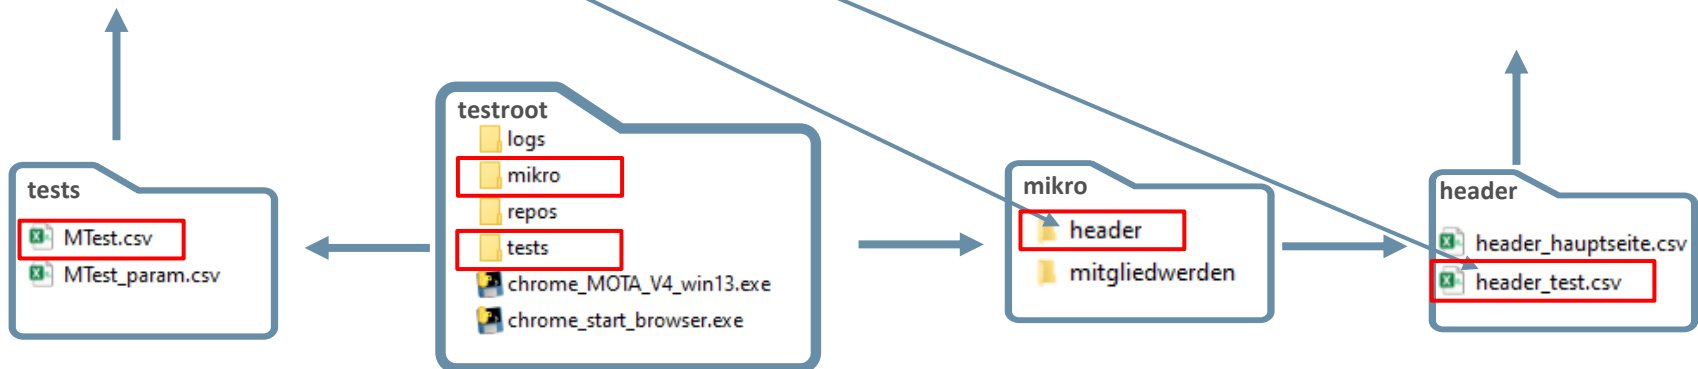 tests
MTest.csv
MTest_param.csv
testroot
logs
mikro
repos
tests
chrome_MOTA_V4_win13.exe
chrome_start_browser.exe
mikro
header
mitgliedwerden
header
header_hauptseite.csv
header_test.csv